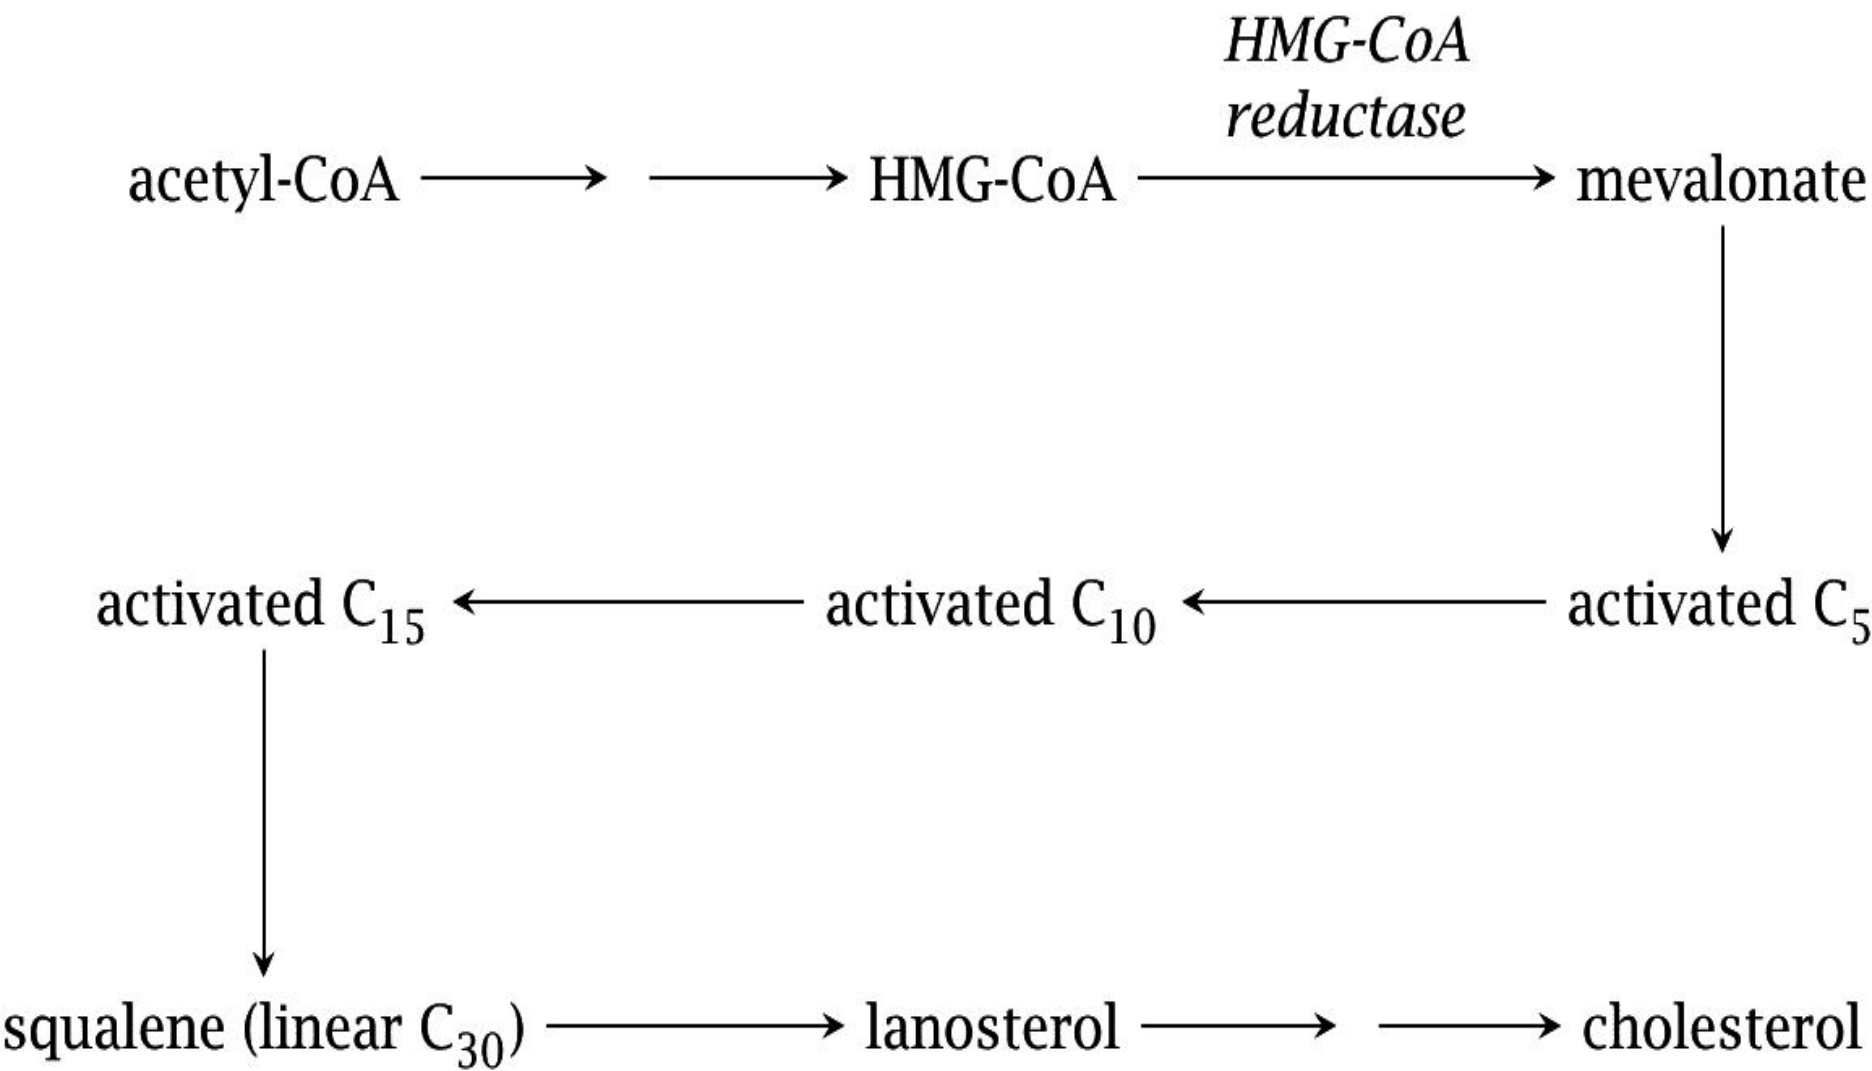 HMG-CoA
reductase
acetyl-CoA HMG-CoA mevalonate
activated C₁₅ activated C₁₀ activated C₅
squalene (linear C₃₀) lanosterol cholesterol